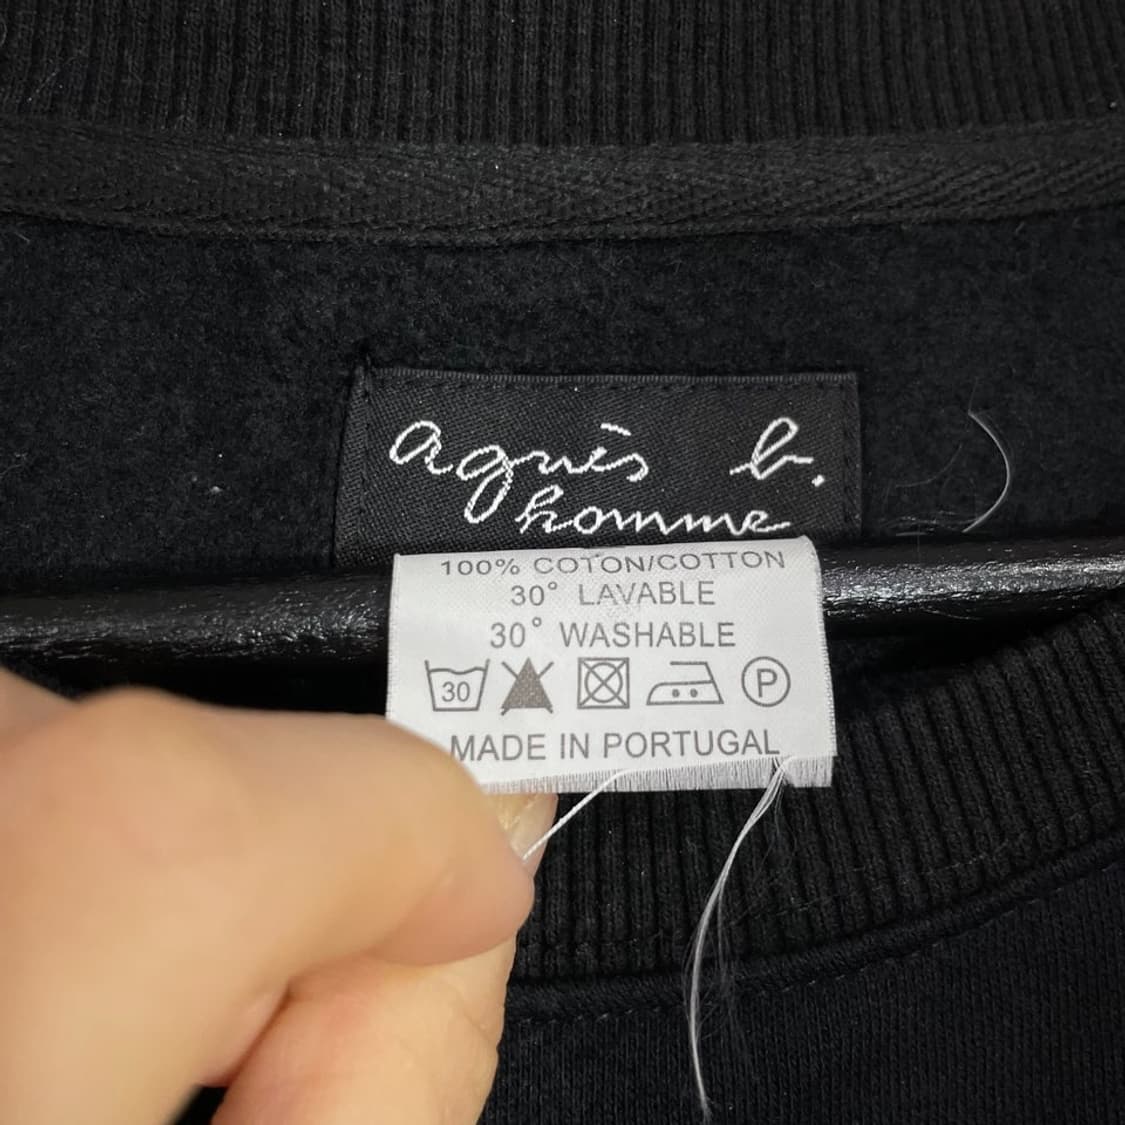 agnès b.
homme
100% COTON/COTTON
30° LAVABLE
30° WASHABLE
30 P
MADE IN PORTUGAL